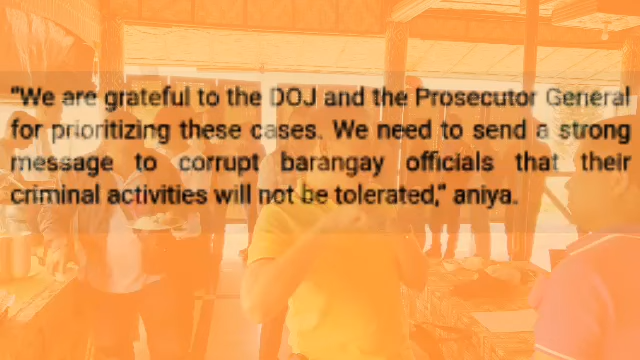 "We are grateful to the DOJ and the Prosecutor General
for prioritizing these cases. We need to send a strong
message to corrupt barangay officials that their
criminal activities will not be tolerated," aniya.